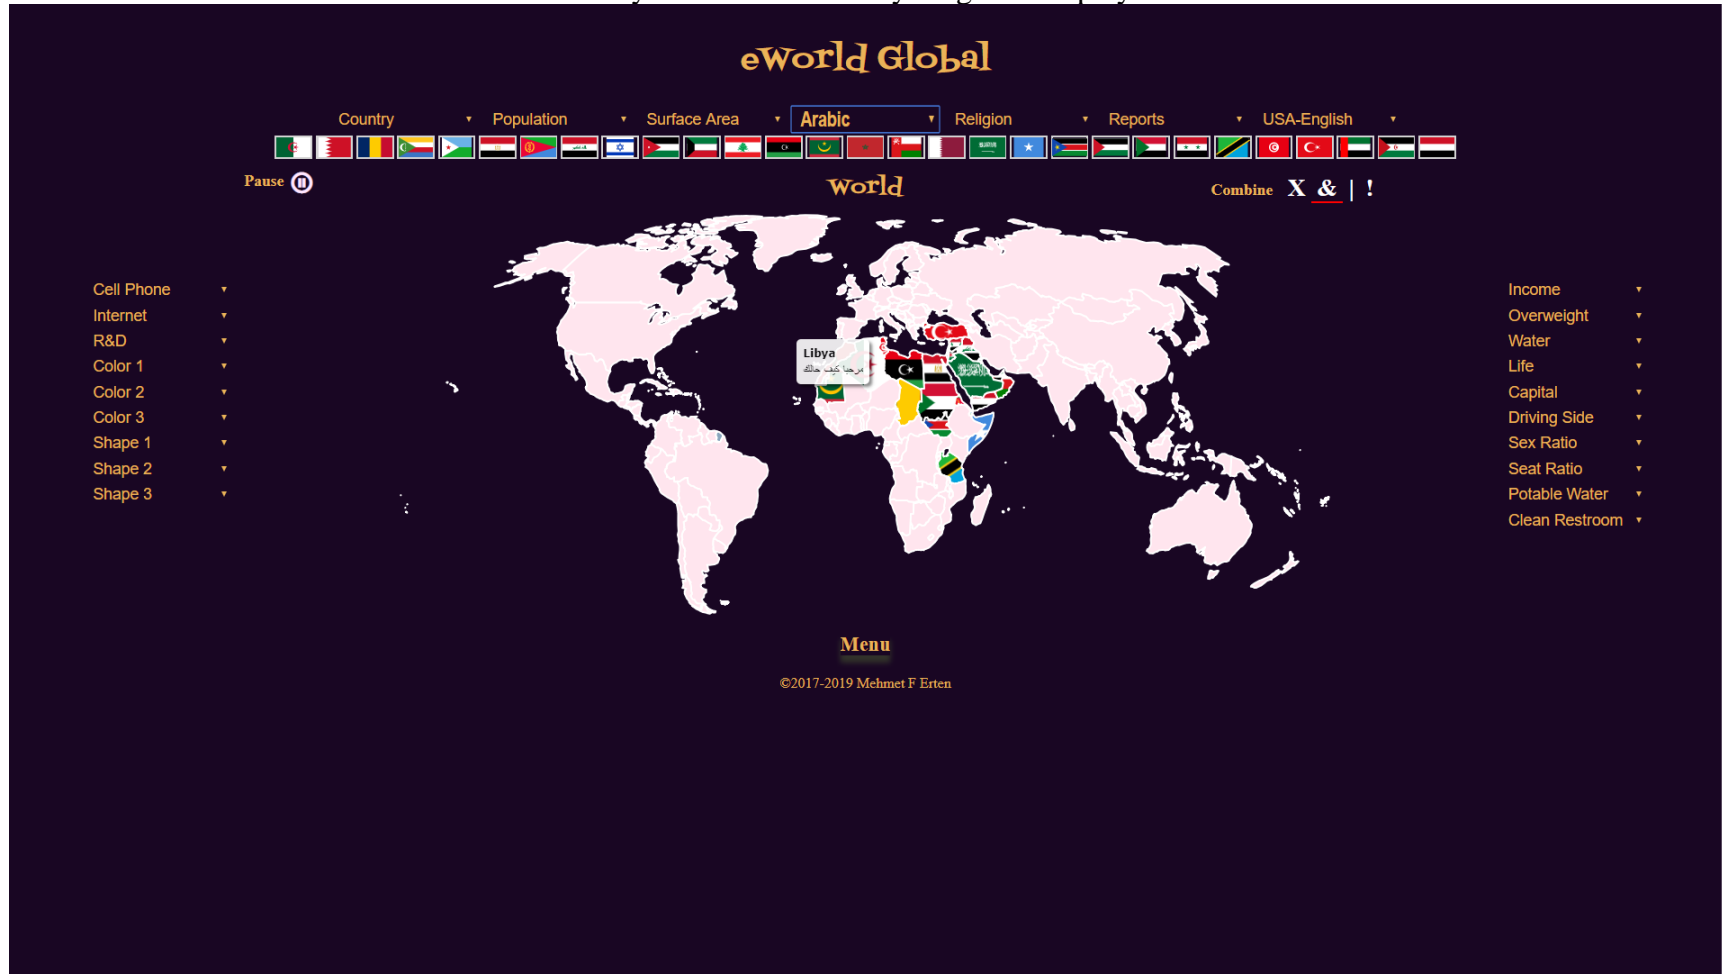 eWorld Global
Country Population Surface Area Arabic Religion Reports USA-English
Pause
World
Combine X & | !
Cell Phone
Internet
R&D
Color 1
Color 2
Color 3
Shape 1
Shape 2
Shape 3
Libya
مرحبا كيف حالك
Income
Overweight
Water
Life
Capital
Driving Side
Sex Ratio
Seat Ratio
Potable Water
Clean Restroom
Menu
©2017-2019 Mehmet F Erten